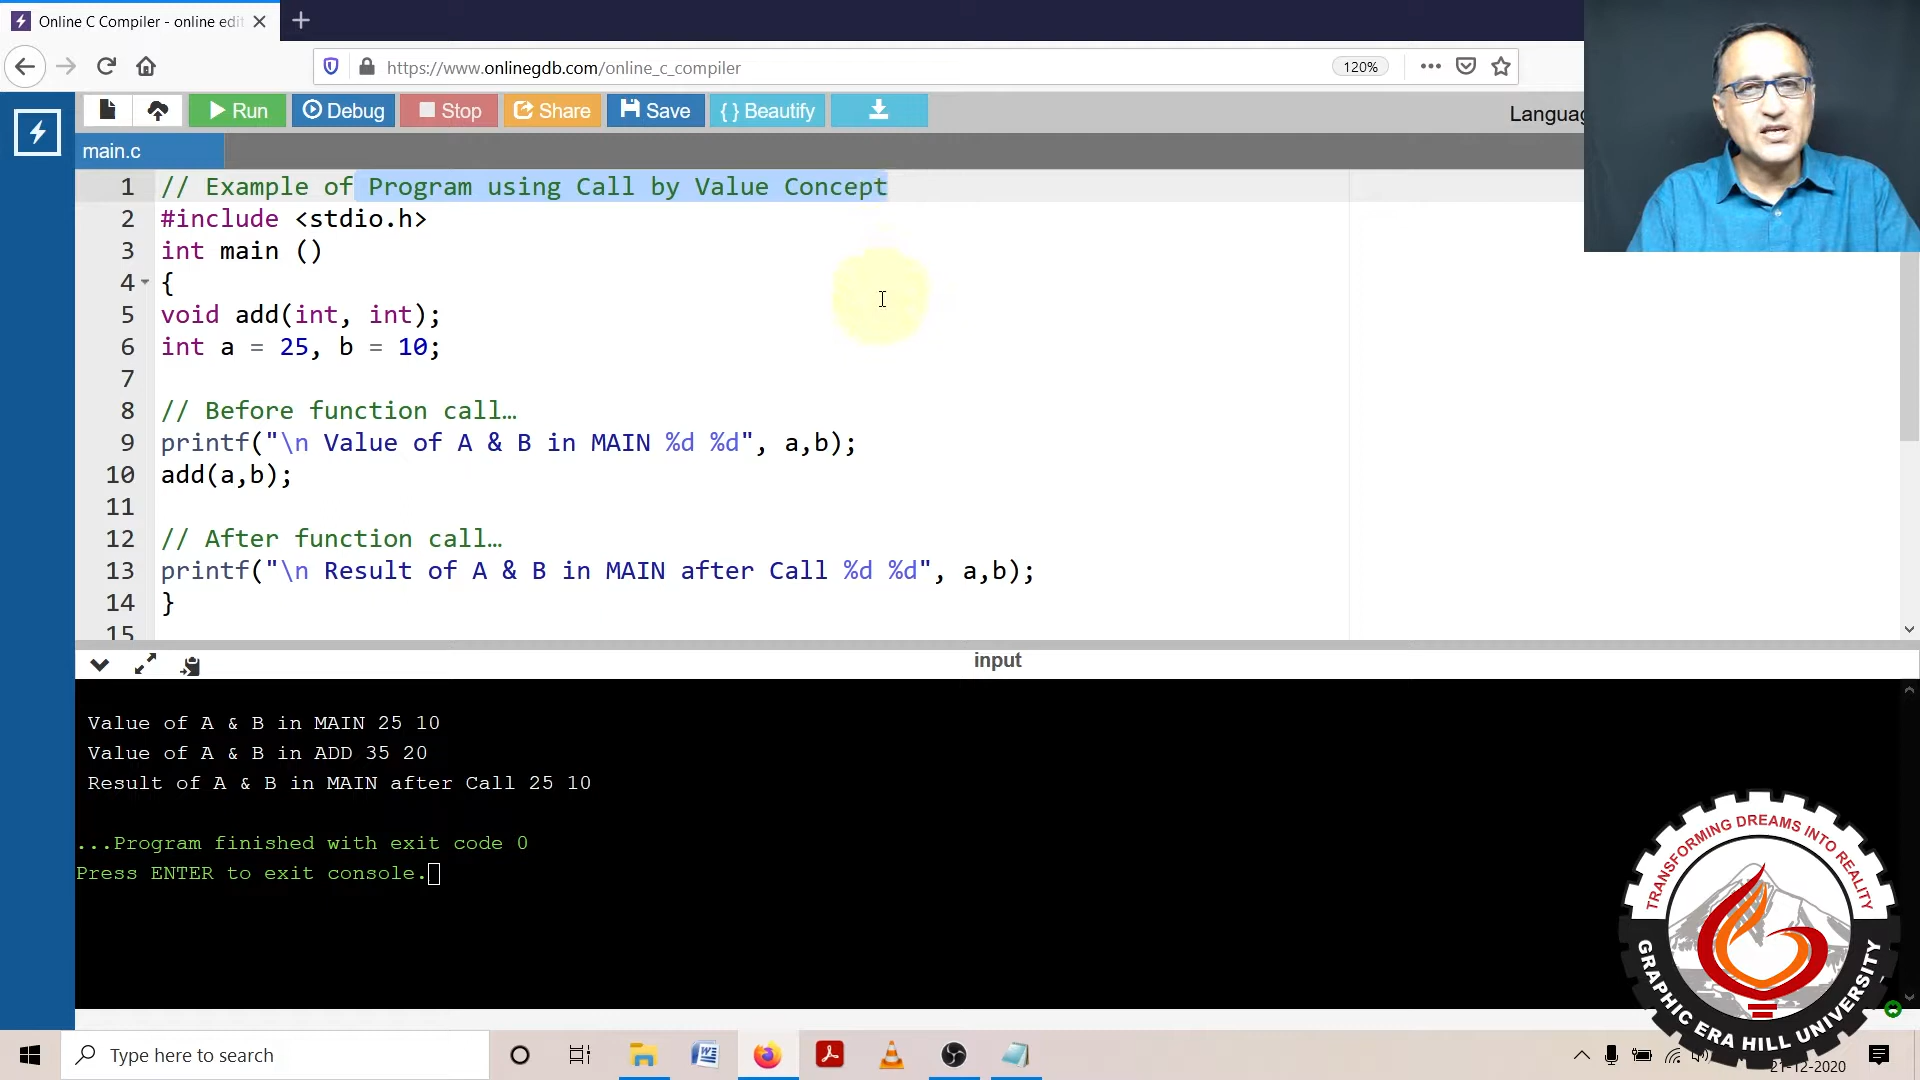 Online C Compiler - online edit
https://www.onlinegdb.com/online_c_compiler
120%
Run
Debug
Stop
Share
Save
{ } Beautify
main.c
1 // Example of Program using Call by Value Concept
2 #include <stdio.h>
3 int main ()
4 {
5 void add(int, int);
6 int a = 25, b = 10;
7
8 // Before function call…
9 printf("\n Value of A & B in MAIN %d %d", a,b);
10 add(a,b);
11
12 // After function call…
13 printf("\n Result of A & B in MAIN after Call %d %d", a,b);
14 }
15
input
Value of A & B in MAIN 25 10
Value of A & B in ADD 35 20
Result of A & B in MAIN after Call 25 10
...Program finished with exit code 0
Press ENTER to exit console.
TRANSFORMING DREAMS INTO REALITY
GRAPHIC ERA HILL UNIVERSITY
Type here to search
21-12-2020